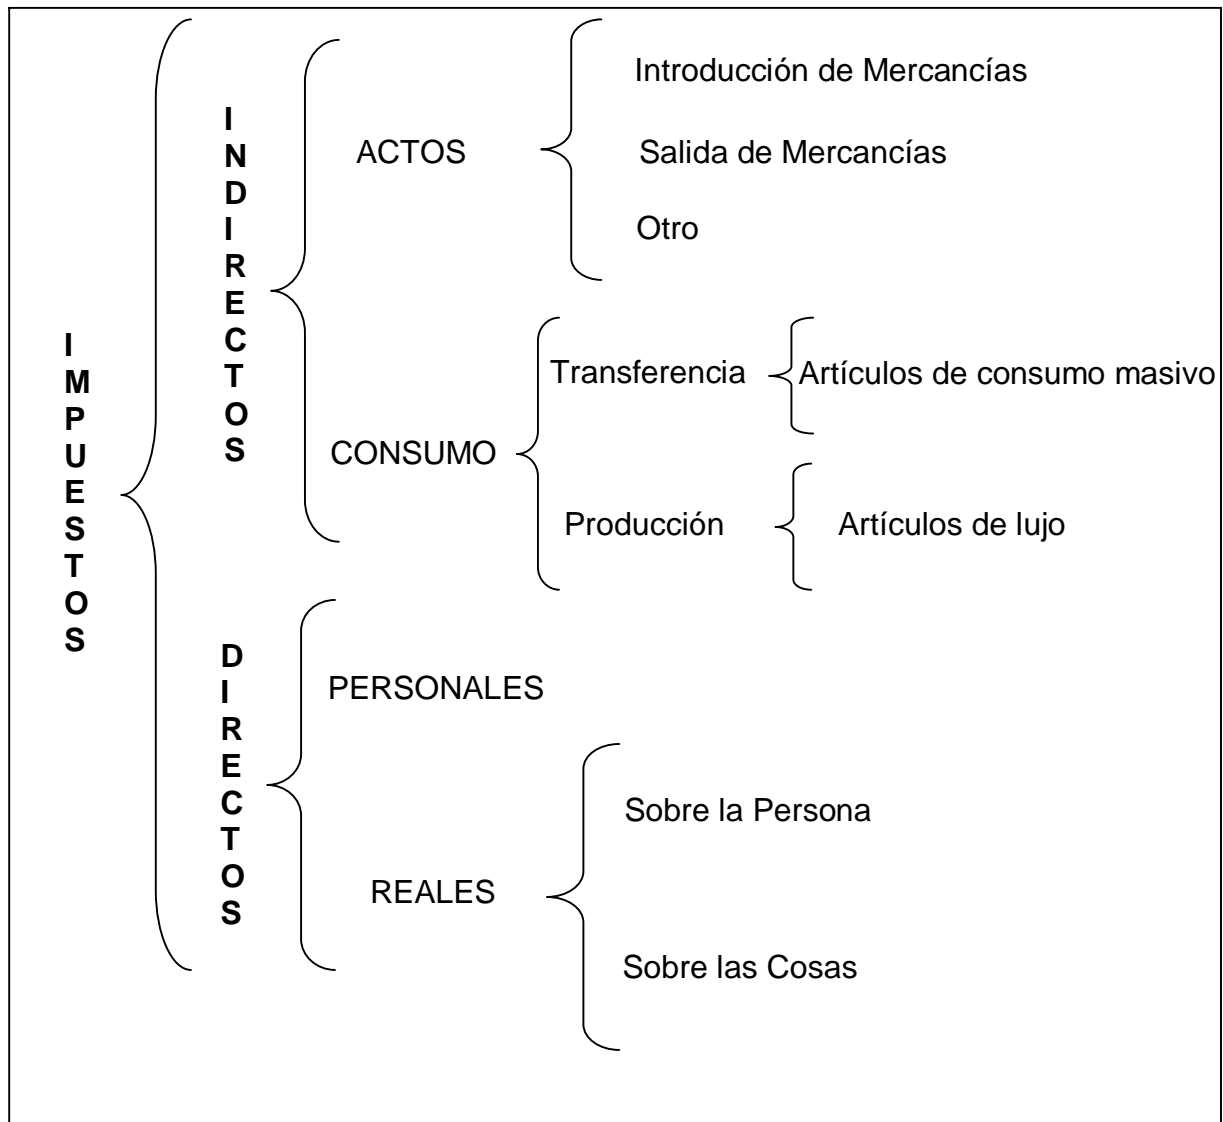 IMPUESTOS
INDIRECTOS
ACTOS
Introducción de Mercancías
Salida de Mercancías
Otro
CONSUMO
Transferencia
Artículos de consumo masivo
Producción
Artículos de lujo
DIRECTOS
PERSONALES
REALES
Sobre la Persona
Sobre las Cosas